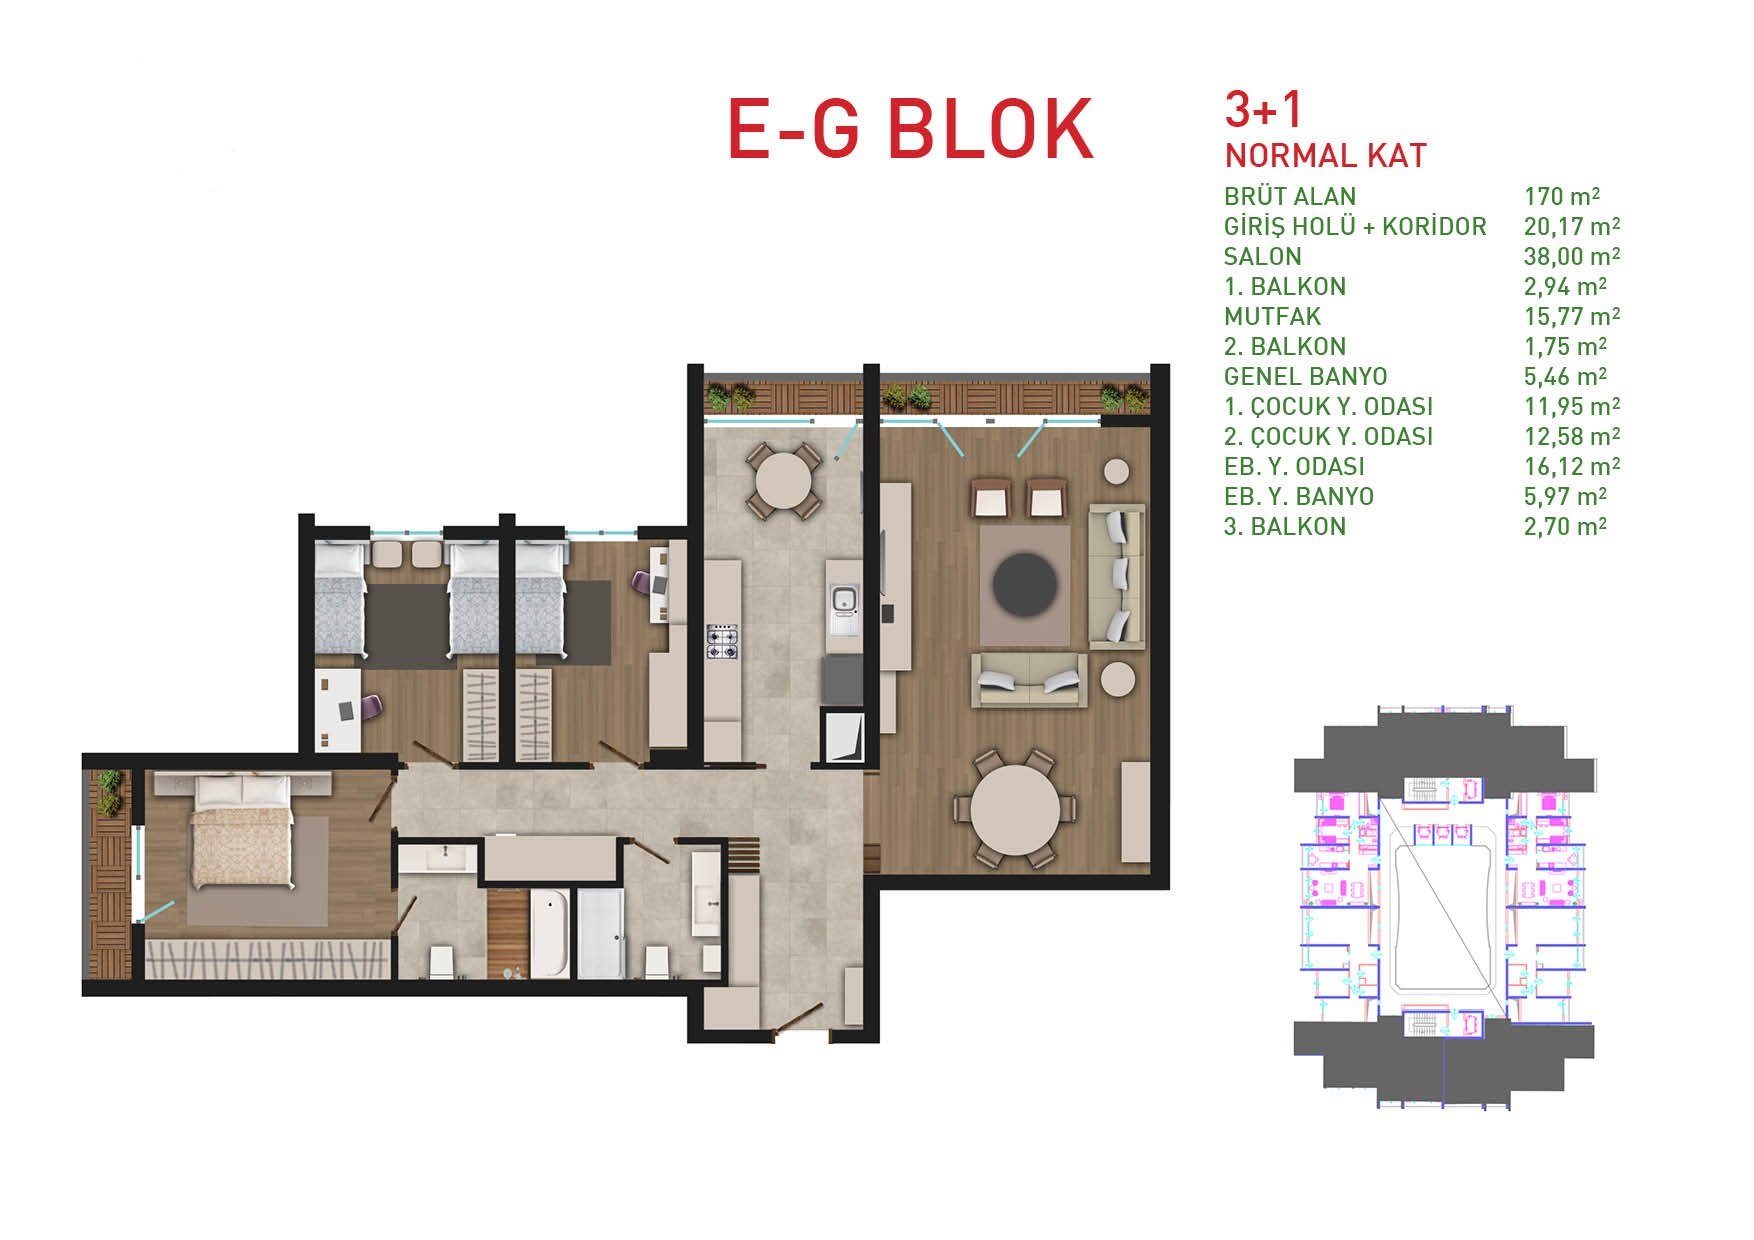 E-G BLOK
3+1
NORMAL KAT
BRÜT ALAN 170 m²
GİRİŞ HOLÜ + KORİDOR 20,17 m²
SALON 38,00 m²
1. BALKON 2,94 m²
MUTFAK 15,77 m²
2. BALKON 1,75 m²
GENEL BANYO 5,46 m²
1. ÇOCUK Y. ODASI 11,95 m²
2. ÇOCUK Y. ODASI 12,58 m²
EB. Y. ODASI 16,12 m²
EB. Y. BANYO 5,97 m²
3. BALKON 2,70 m²